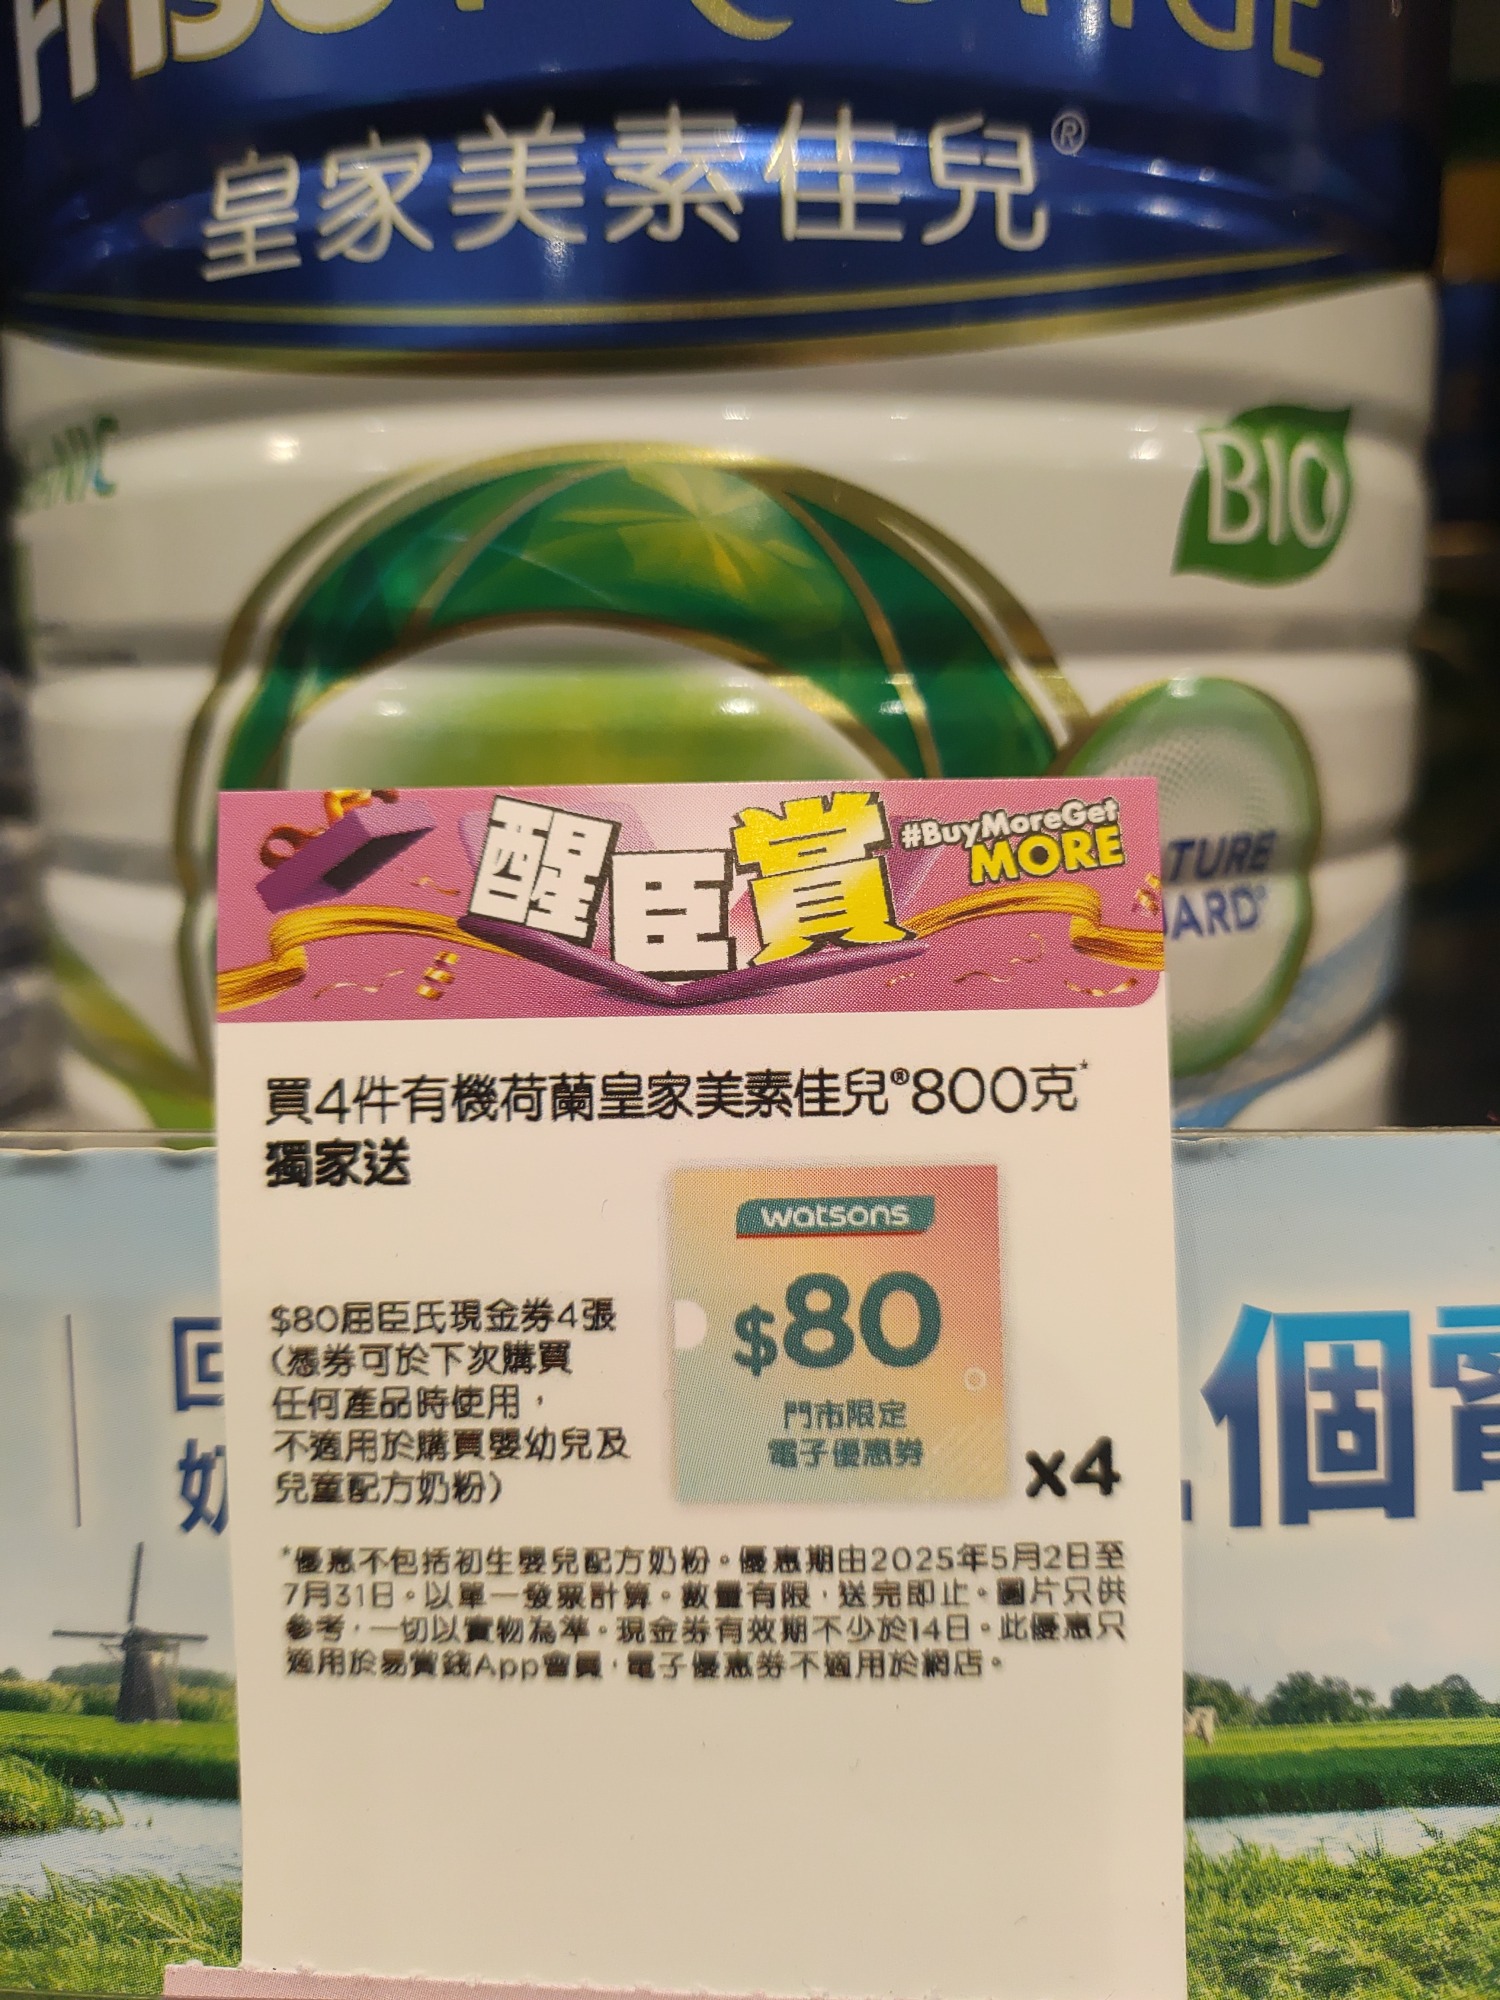 皇家美素佳兒®
BIO
TURE
ARD®
醒臣賞
#BuyMoreGet
MORE
買4件有機荷蘭皇家美素佳兒®800克*
獨家送
watsons
$80
門市限定
電子優惠券
x4
$80屈臣氏現金券4張
(憑券可於下次購買
任何產品時使用，
不適用於購買嬰幼兒及
兒童配方奶粉)
*優惠不包括初生嬰兒配方奶粉。優惠期由2025年5月2日至
7月31日。以單一發票計算。數量有限，送完即止。圖片只供
參考，一切以實物為準。現金券有效期不少於14日。此優惠只
適用於易賞錢App會員，電子優惠券不適用於網店。
個